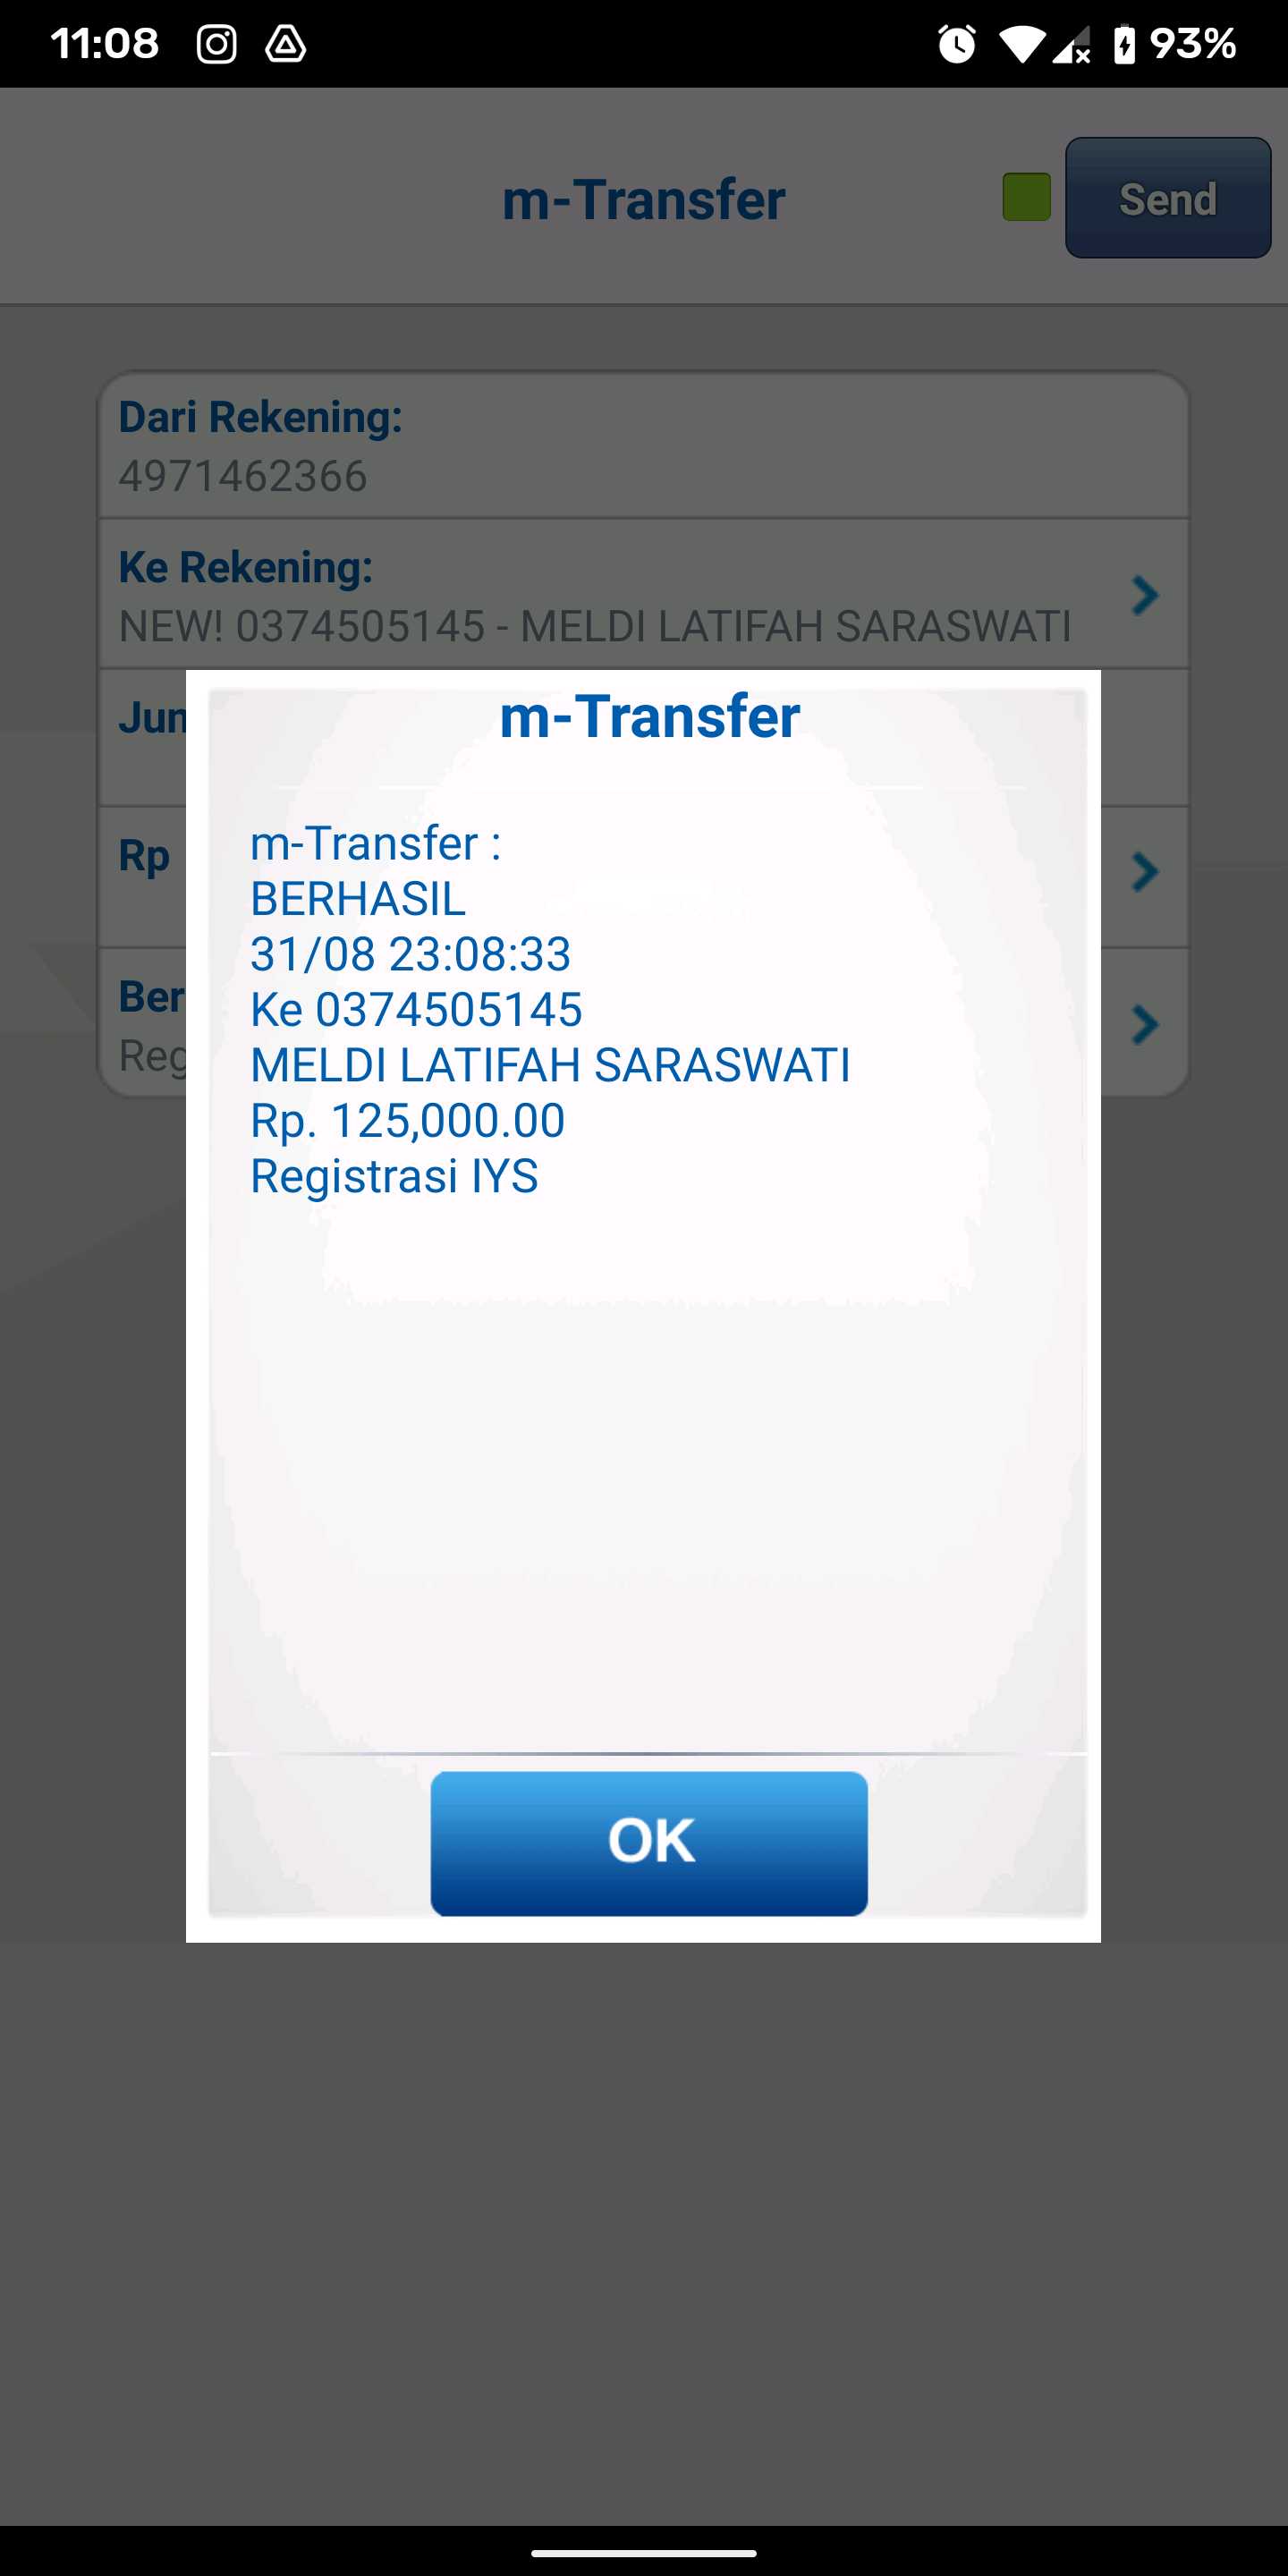 11:08
93%
m-Transfer
Send
Dari Rekening:
4971462366
Ke Rekening:
NEW! 0374505145 - MELDI LATIFAH SARASWATI
Jun
Rp
Ber
Reg
m-Transfer
m-Transfer :
BERHASIL
31/08 23:08:33
Ke 0374505145
MELDI LATIFAH SARASWATI
Rp. 125,000.00
Registrasi IYS
OK